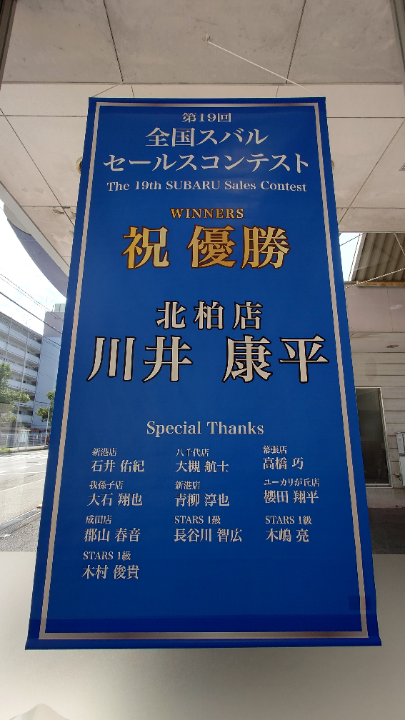 第19回
全国スバル
セールスコンテスト
The 19th SUBARU Sales Contest
WINNERS
祝 優勝
北柏店
川井 康平
Special Thanks
新港店 八千代店 幕張店
石井 佑紀 大槻 航士 高橋 巧
我孫子店 新港店 ユーカリが丘店
大石 翔也 青柳 淳也 櫻田 翔平
成田店 STARS 1級 STARS 1級
郡山 春音 長谷川 智広 木嶋 亮
STARS 1級
木村 俊貴